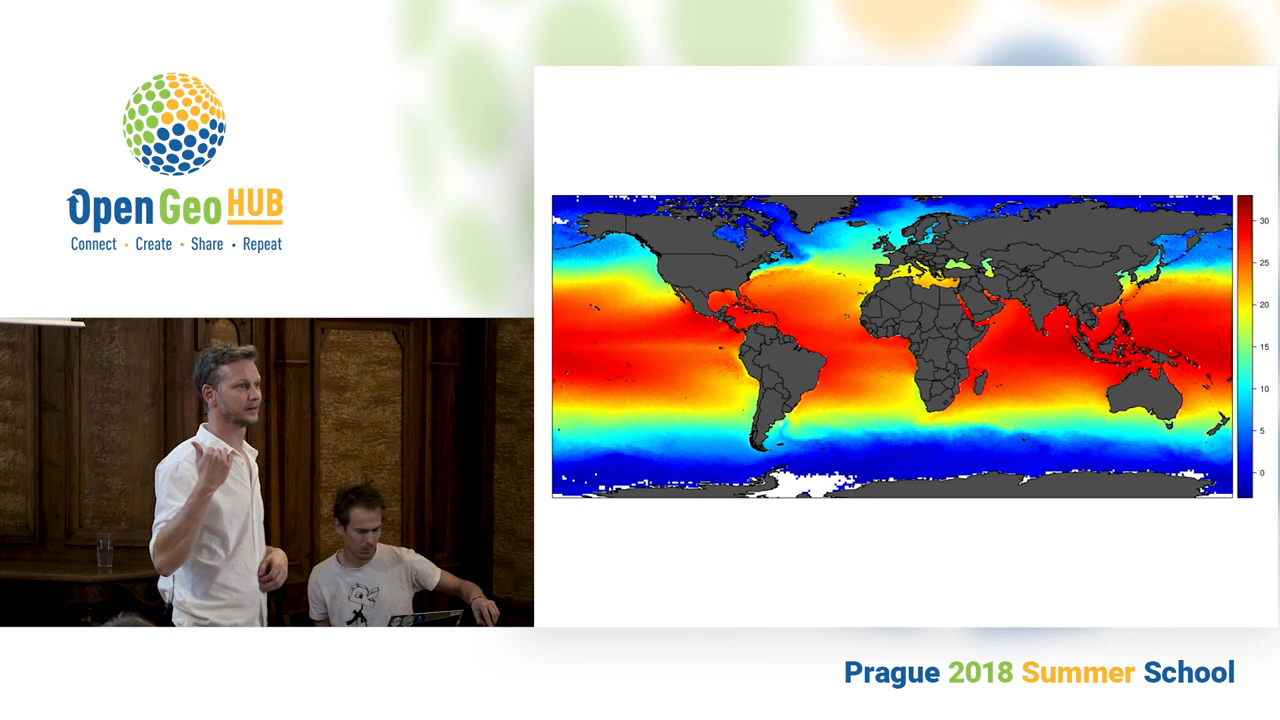 Open Geo HUB
Connect • Create • Share • Repeat
30
25
20
15
10
5
0
Prague 2018 Summer School